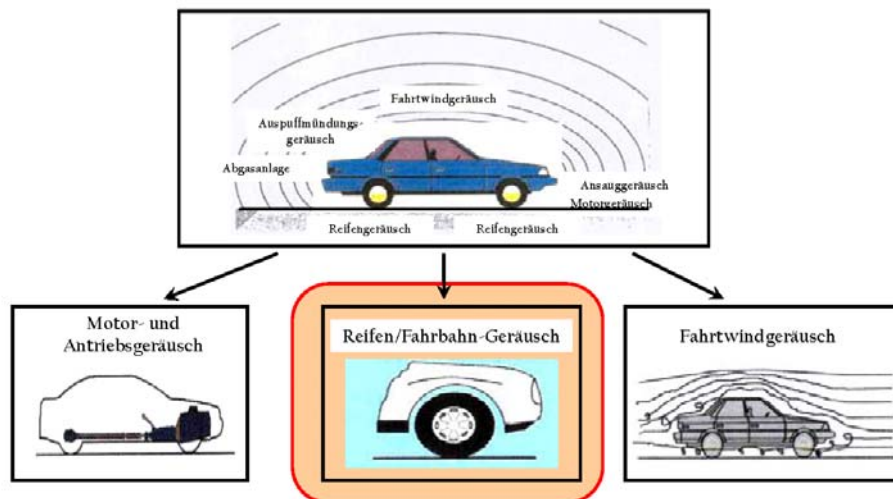 Fahrtwindgeräusch
Auspuffmündungs-
geräusch
Abgasanlage
Ansauggeräusch
Motorgeräusch
Reifengeräusch
Reifengeräusch
Motor- und
Antriebsgeräusch
Reifen/Fahrbahn-Geräusch
Fahrtwindgeräusch